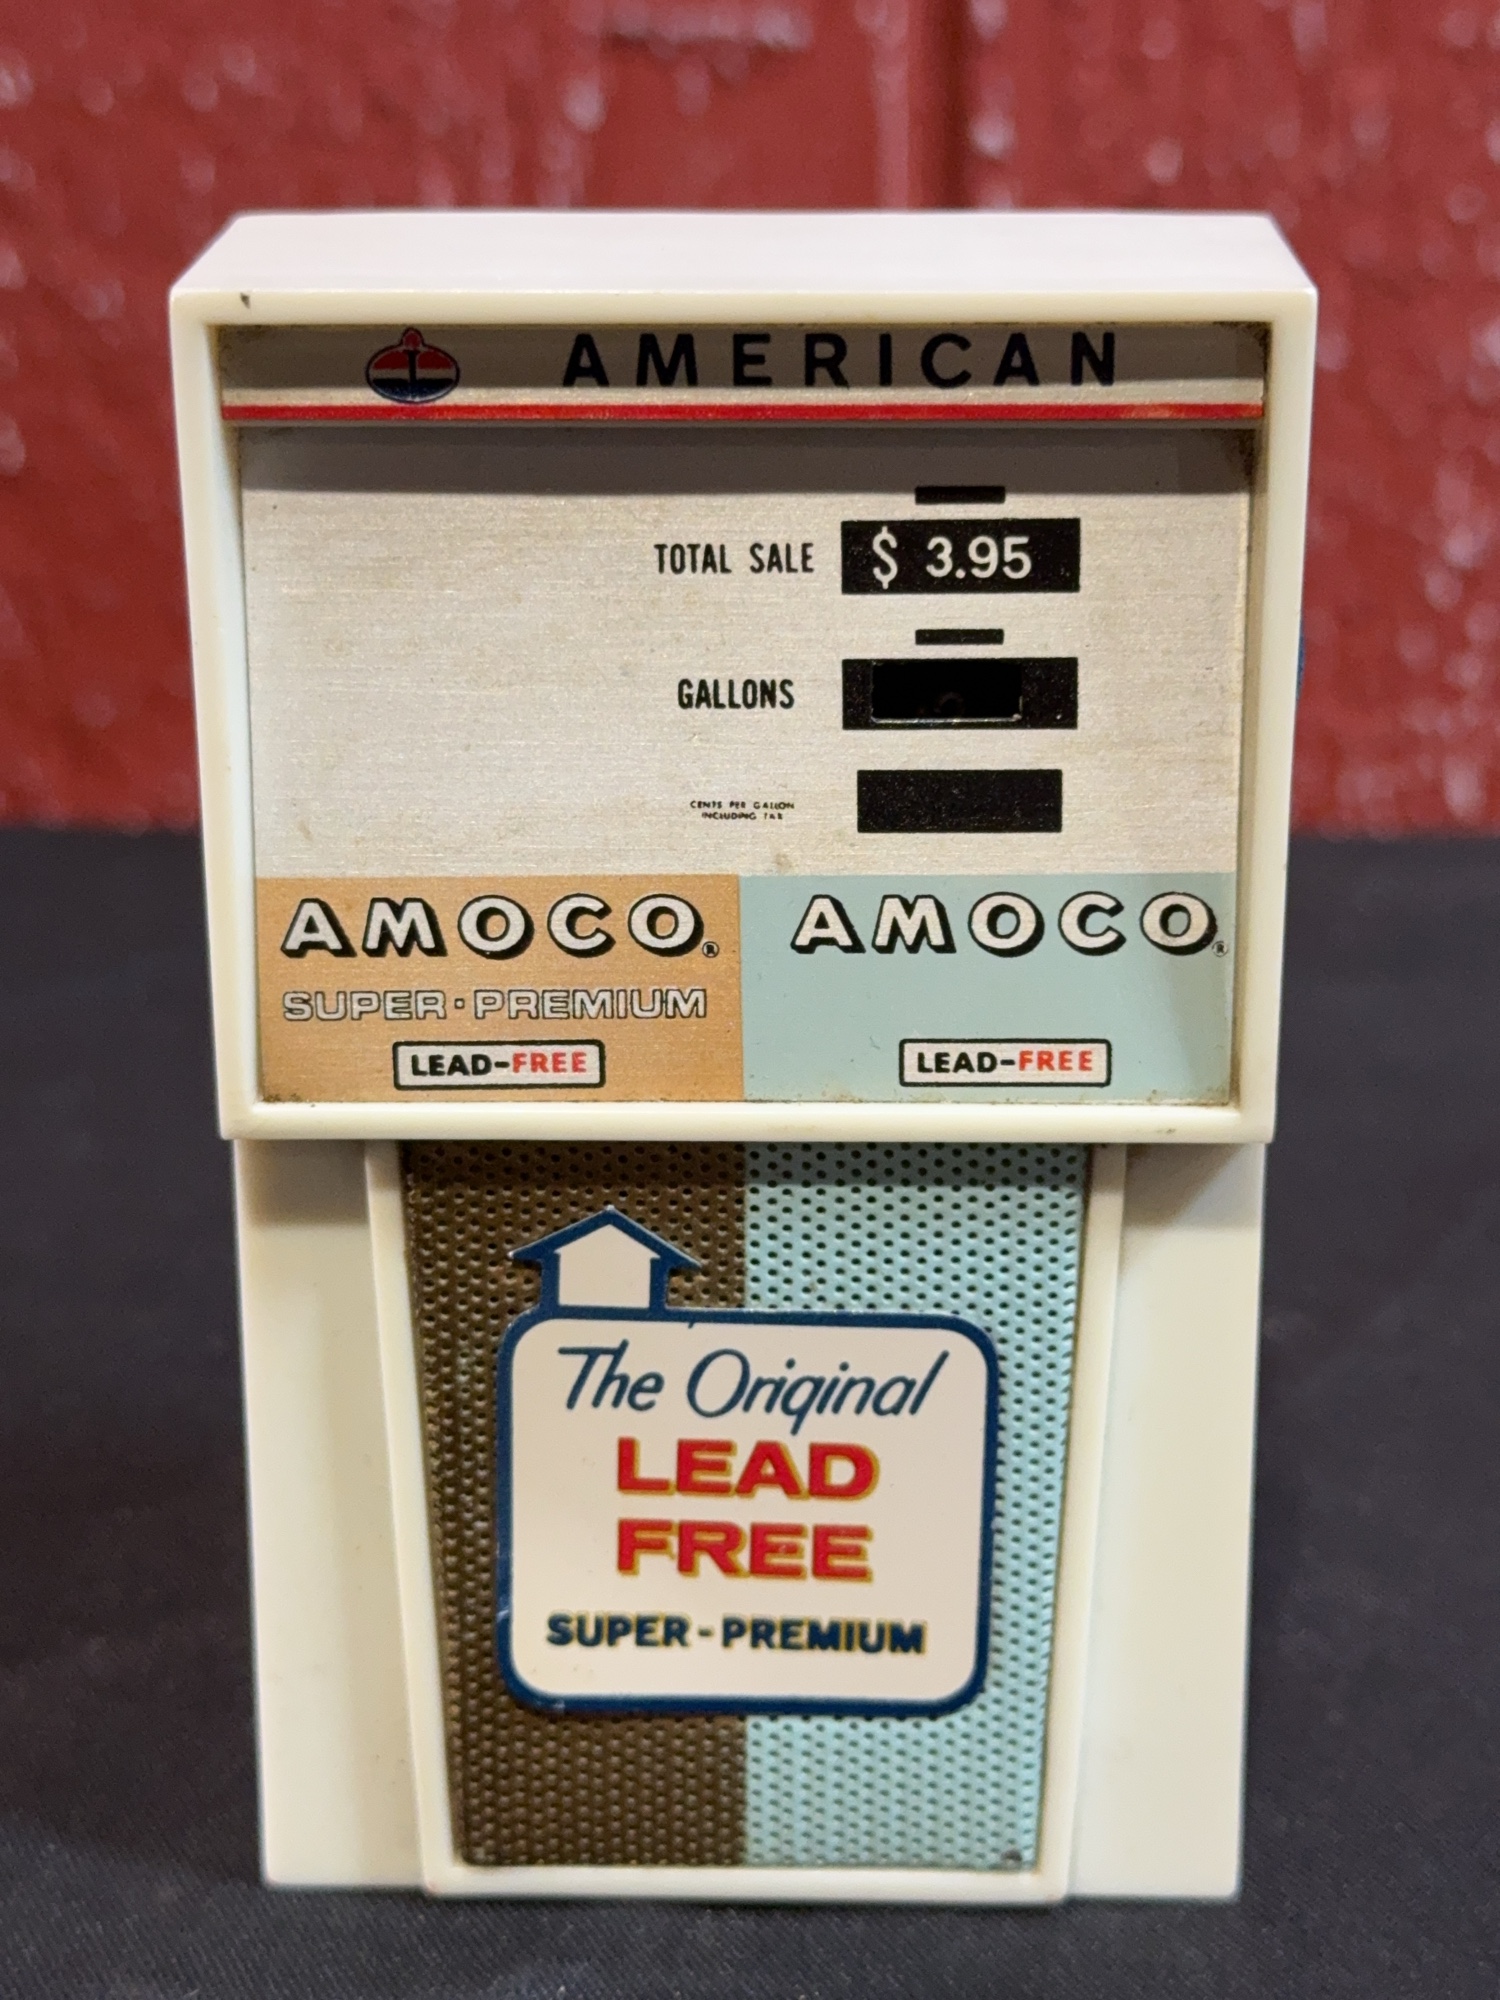 AMERICAN
TOTAL SALE $ 3.95
GALLONS
CENTS PER GALLON
INCLUDING TAX
AMOCO® AMOCO®
SUPER·PREMIUM
LEAD-FREE LEAD-FREE
The Original
LEAD
FREE
SUPER-PREMIUM